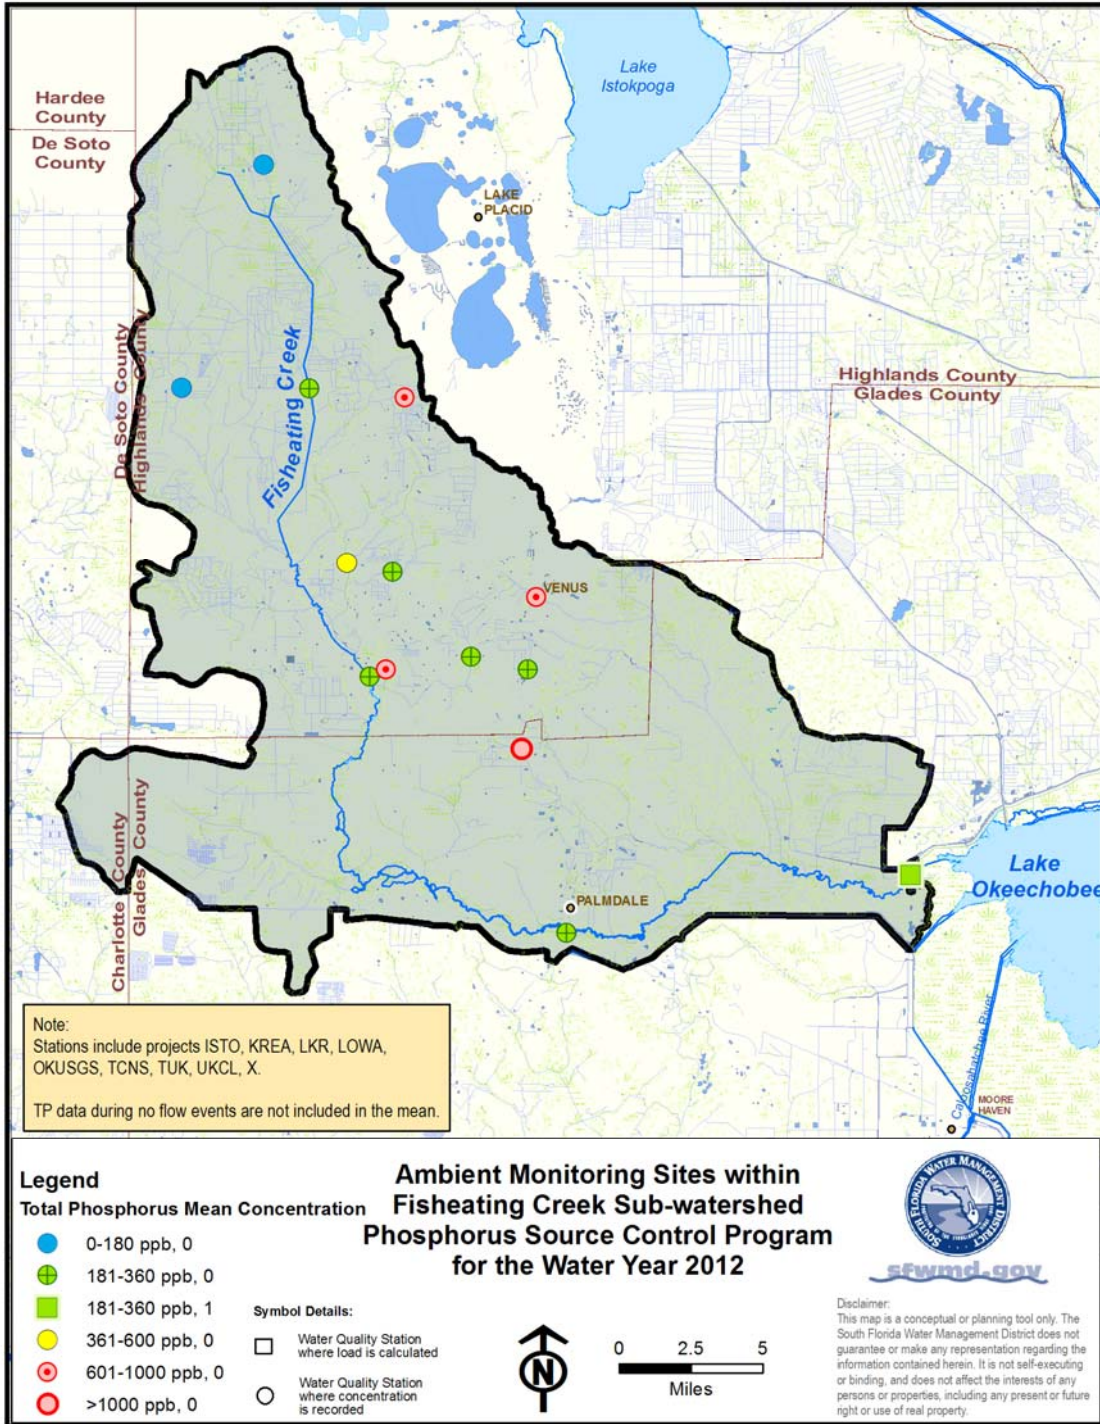 Lake
Istokpoga
Hardee
County
De Soto
County
LAKE
PLACID
De Soto County
Highlands County
Fisheating Creek
Highlands County
Glades County
VENUS
Charlotte County
Glades County
PALMDALE
Lake
Okeechobee
Caloosahatchee River
MOORE
HAVEN
Note:
Stations include projects ISTO, KREA, LKR, LOWA,
OKUSGS, TCNS, TUK, UKCL, X.
TP data during no flow events are not included in the mean.
Legend
Total Phosphorus Mean Concentration
0-180 ppb, 0
181-360 ppb, 0
181-360 ppb, 1
361-600 ppb, 0
601-1000 ppb, 0
>1000 ppb, 0
Symbol Details:
Water Quality Station
where load is calculated
Water Quality Station
where concentration
is recorded
Ambient Monitoring Sites within
Fisheating Creek Sub-watershed
Phosphorus Source Control Program
for the Water Year 2012
N
0 2.5 5
Miles
SOUTH FLORIDA WATER MANAGEMENT DISTRICT
sfwmd.gov
Disclaimer:
This map is a conceptual or planning tool only. The
South Florida Water Management District does not
guarantee or make any representation regarding the
information contained herein. It is not self-executing
or binding, and does not affect the interests of any
persons or properties, including any present or future
right or use of real property.